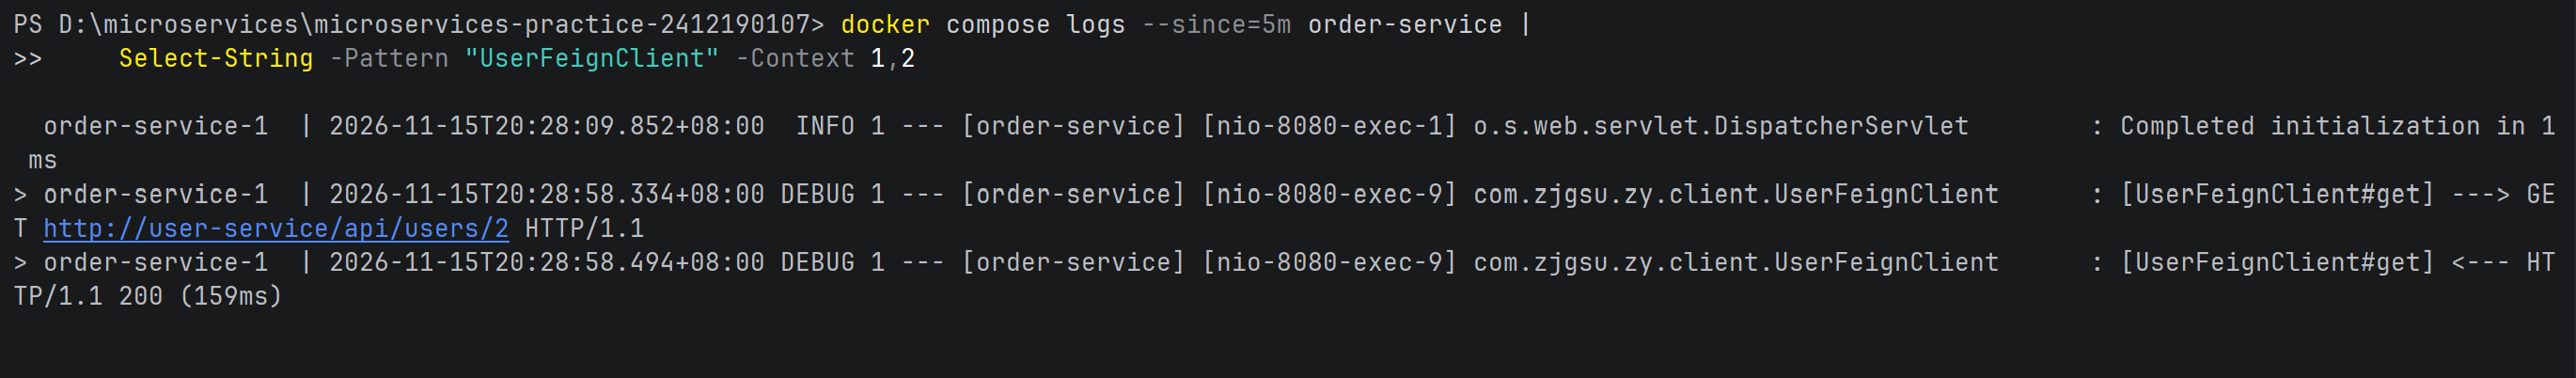 PS D:\microservices\microservices-practice-2412190107> docker compose logs --since=5m order-service |
>>     Select-String -Pattern "UserFeignClient" -Context 1,2
  order-service-1  | 2026-11-15T20:28:09.852+08:00  INFO 1 --- [order-service] [nio-8080-exec-1] o.s.web.servlet.DispatcherServlet        : Completed initialization in 1
 ms
> order-service-1  | 2026-11-15T20:28:58.334+08:00 DEBUG 1 --- [order-service] [nio-8080-exec-9] com.zjgsu.zy.client.UserFeignClient      : [UserFeignClient#get] ---> GE
T http://user-service/api/users/2 HTTP/1.1
> order-service-1  | 2026-11-15T20:28:58.494+08:00 DEBUG 1 --- [order-service] [nio-8080-exec-9] com.zjgsu.zy.client.UserFeignClient      : [UserFeignClient#get] <--- HT
TP/1.1 200 (159ms)